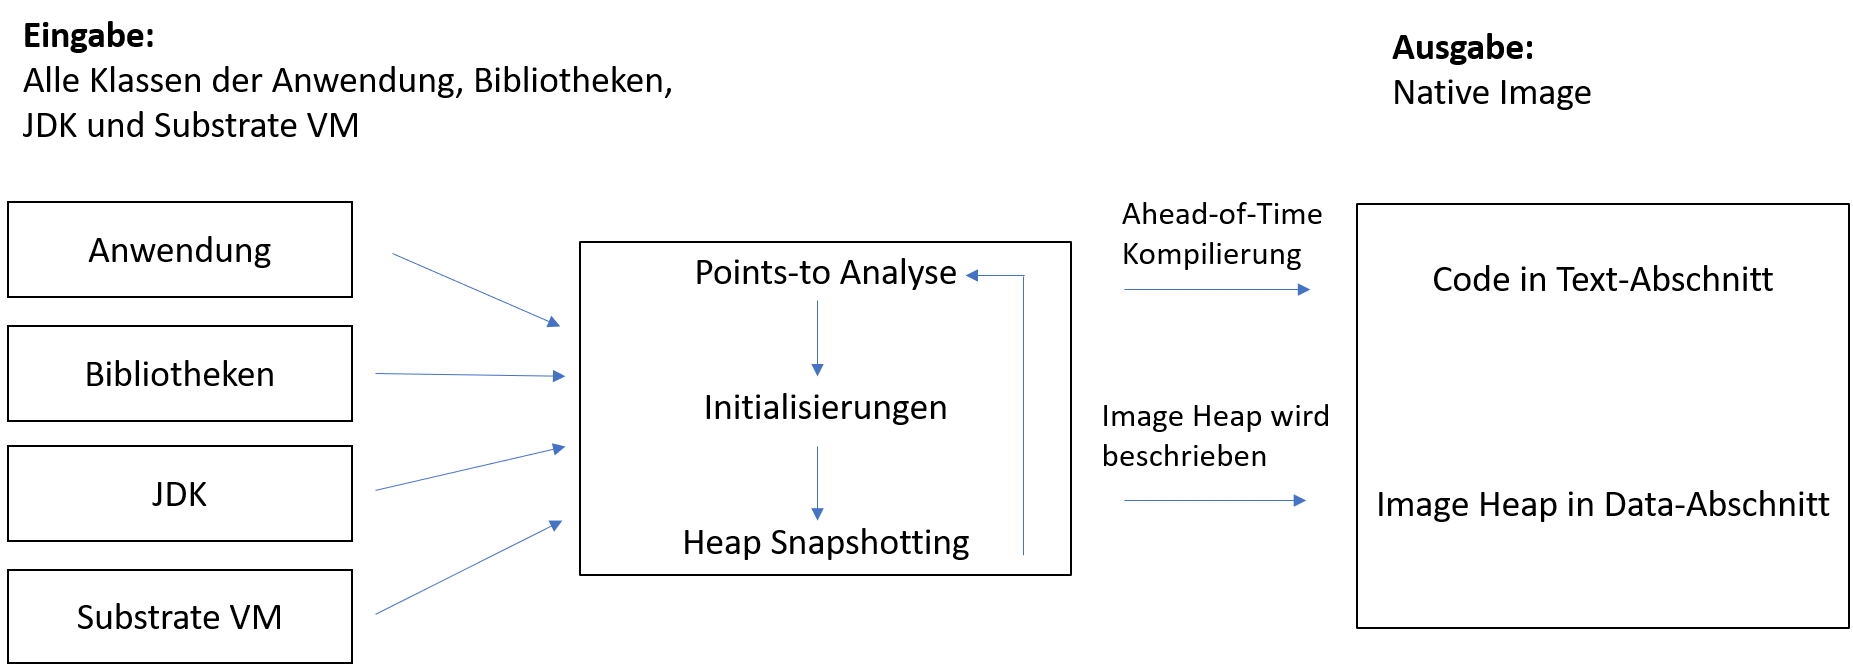 Eingabe:
Alle Klassen der Anwendung, Bibliotheken,
JDK und Substrate VM
Ausgabe:
Native Image
Anwendung
Bibliotheken
JDK
Substrate VM
Points-to Analyse
Initialisierungen
Heap Snapshotting
Ahead-of-Time
Kompilierung
Image Heap wird
beschrieben
Code in Text-Abschnitt
Image Heap in Data-Abschnitt